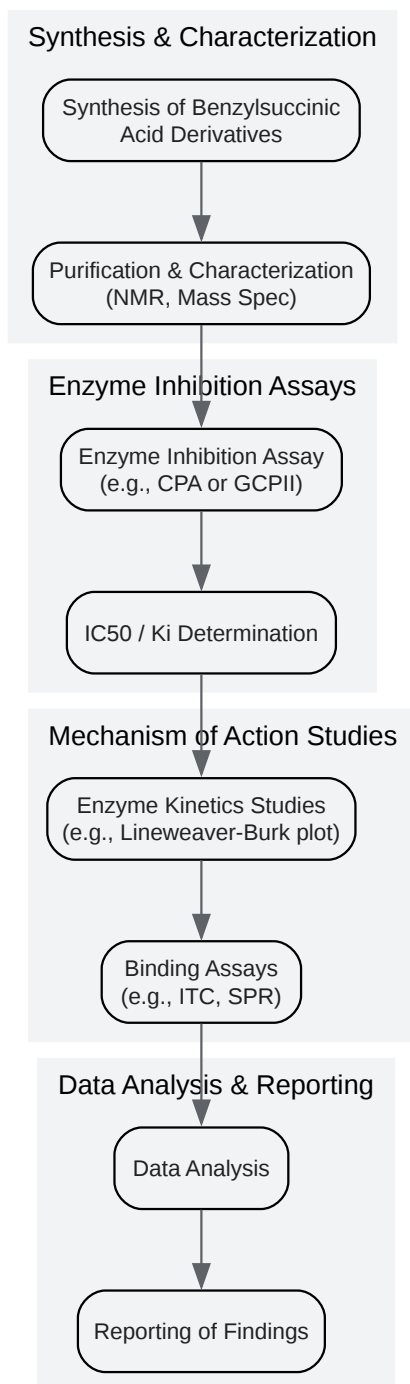 Synthesis & Characterization
Synthesis of Benzylsuccinic
Acid Derivatives
Purification & Characterization
(NMR, Mass Spec)
Enzyme Inhibition Assays
Enzyme Inhibition Assay
(e.g., CPA or GCPII)
IC50 / Ki Determination
Mechanism of Action Studies
Enzyme Kinetics Studies
(e.g., Lineweaver-Burk plot)
Binding Assays
(e.g., ITC, SPR)
Data Analysis & Reporting
Data Analysis
Reporting of Findings